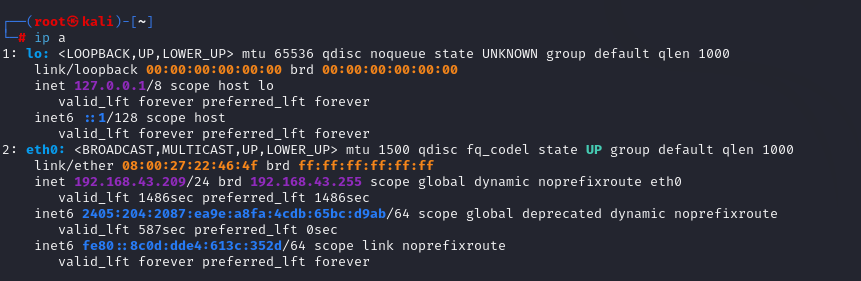 ┌──(root㉿kali)-[~]
└─# ip a
1: lo: <LOOPBACK,UP,LOWER_UP> mtu 65536 qdisc noqueue state UNKNOWN group default qlen 1000
    link/loopback 00:00:00:00:00:00 brd 00:00:00:00:00:00
    inet 127.0.0.1/8 scope host lo
       valid_lft forever preferred_lft forever
    inet6 ::1/128 scope host
       valid_lft forever preferred_lft forever
2: eth0: <BROADCAST,MULTICAST,UP,LOWER_UP> mtu 1500 qdisc fq_codel state UP group default qlen 1000
    link/ether 08:00:27:22:46:4f brd ff:ff:ff:ff:ff:ff
    inet 192.168.43.209/24 brd 192.168.43.255 scope global dynamic noprefixroute eth0
       valid_lft 1486sec preferred_lft 1486sec
    inet6 2405:204:2087:ea9e:a8fa:4cdb:65bc:d9ab/64 scope global deprecated dynamic noprefixroute
       valid_lft 587sec preferred_lft 0sec
    inet6 fe80::8c0d:dde4:613c:352d/64 scope link noprefixroute
       valid_lft forever preferred_lft forever